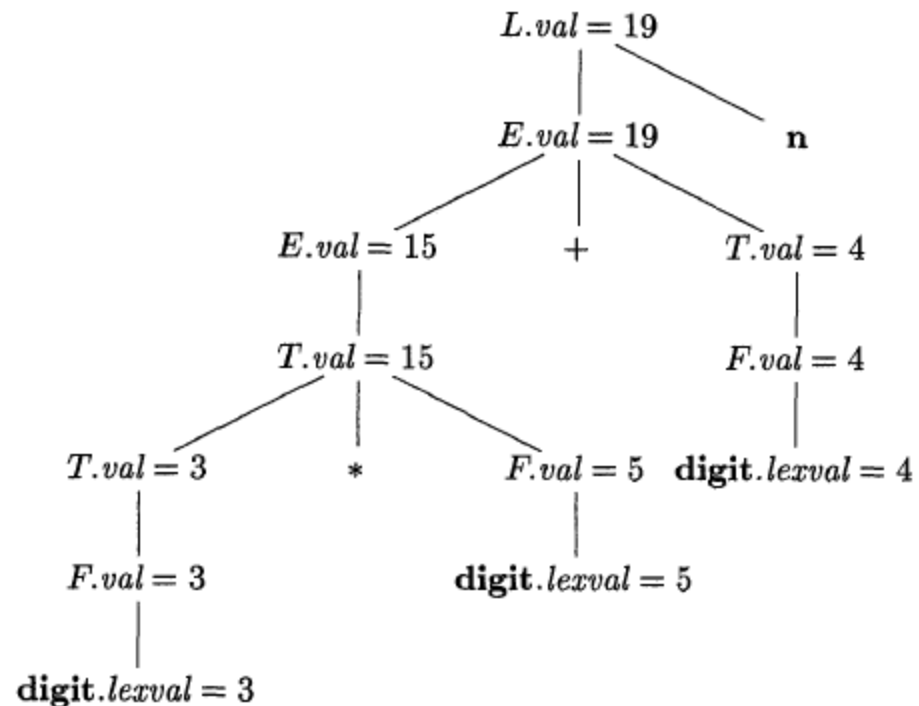 L.val = 19
E.val = 19 n
E.val = 15 + T.val = 4
T.val = 15 F.val = 4
T.val = 3 * F.val = 5 digit.lexval = 4
F.val = 3 digit.lexval = 5
digit.lexval = 3